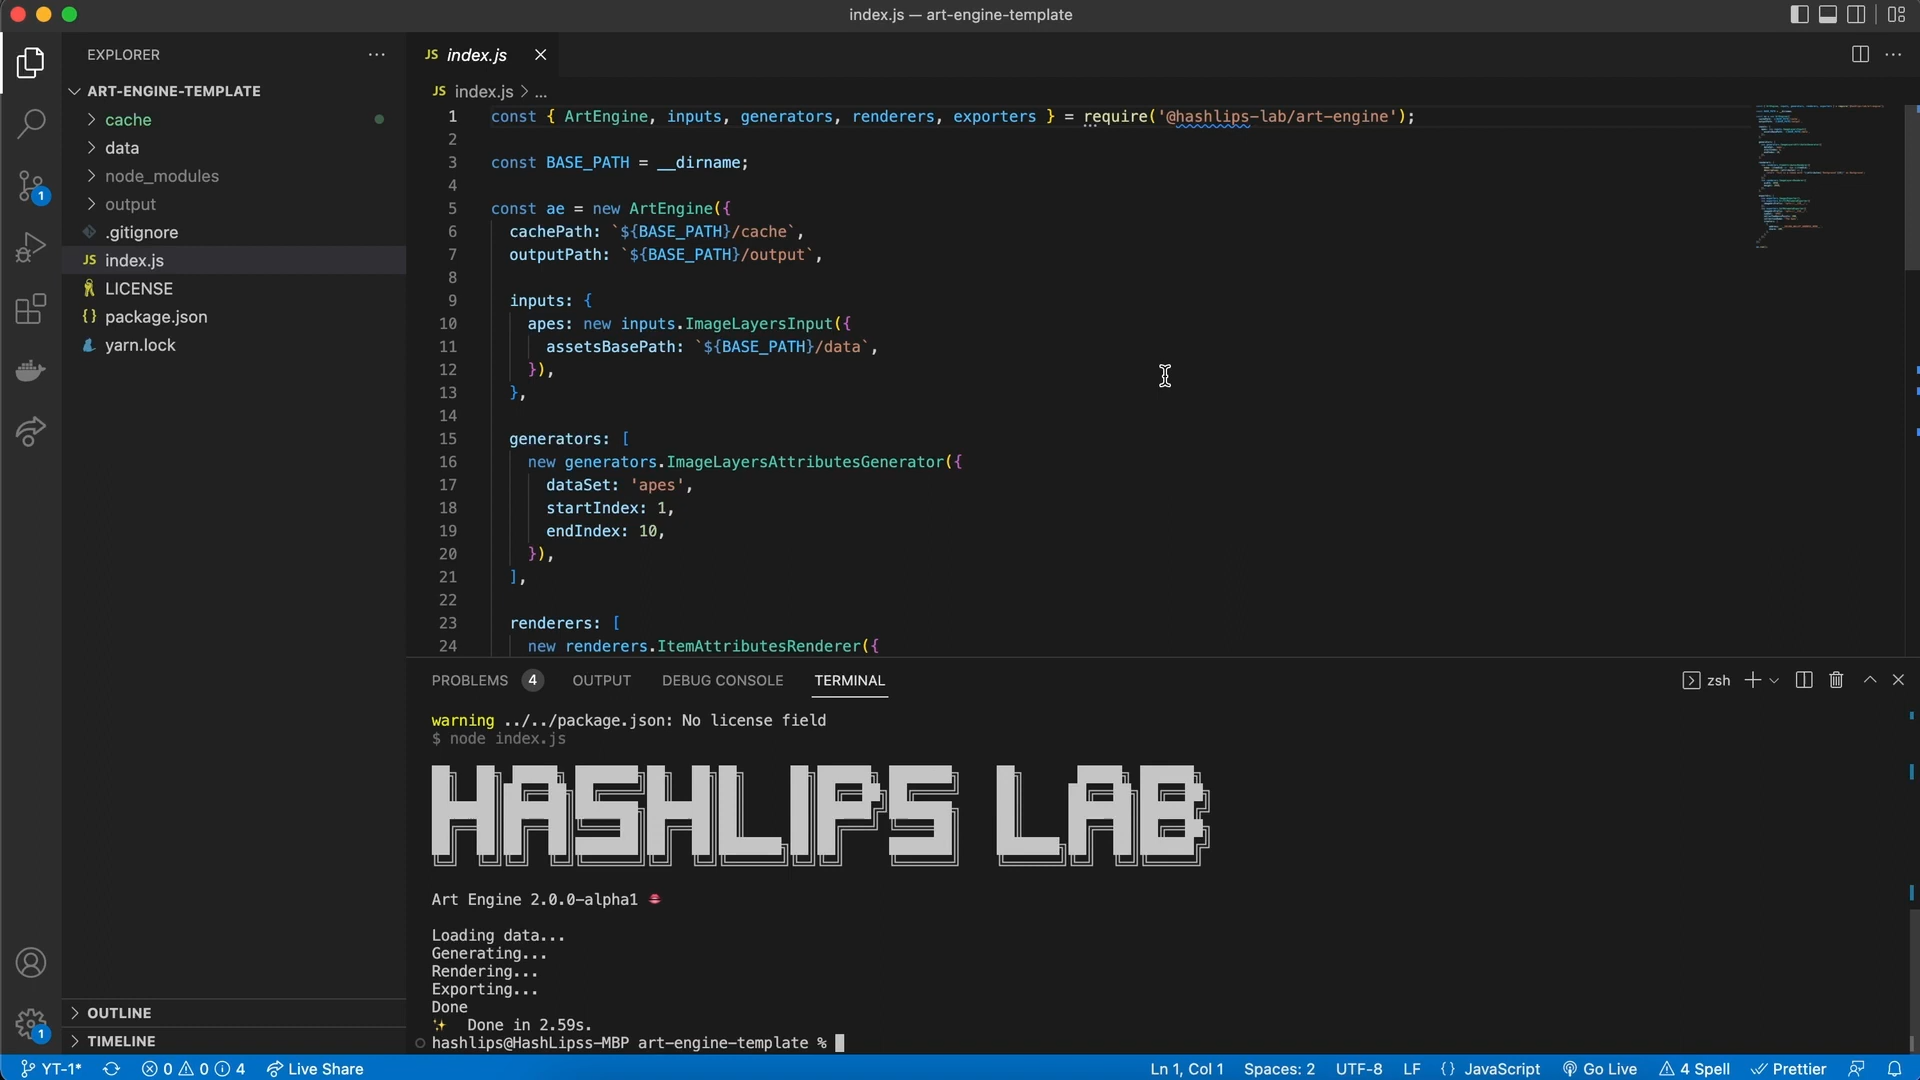 index.js — art-engine-template
EXPLORER
ART-ENGINE-TEMPLATE
cache
data
node_modules
output
.gitignore
JS index.js
LICENSE
{} package.json
yarn.lock
OUTLINE
TIMELINE
1
1
JS index.js
JS index.js > ...
1 const { ArtEngine, inputs, generators, renderers, exporters } = require('@hashlips-lab/art-engine');
2
3 const BASE_PATH = __dirname;
4
5 const ae = new ArtEngine({
6 cachePath: `${BASE_PATH}/cache`,
7 outputPath: `${BASE_PATH}/output`,
8
9 inputs: {
10 apes: new inputs.ImageLayersInput({
11 assetsBasePath: `${BASE_PATH}/data`,
12 }),
13 },
14
15 generators: [
16 new generators.ImageLayersAttributesGenerator({
17 dataSet: 'apes',
18 startIndex: 1,
19 endIndex: 10,
20 }),
21 ],
22
23 renderers: [
24 new renderers.ItemAttributesRenderer({
PROBLEMS 4 OUTPUT DEBUG CONSOLE TERMINAL zsh
warning ../../package.json: No license field
$ node index.js
HASHLIPS LAB
Art Engine 2.0.0-alpha1
Loading data...
Generating...
Rendering...
Exporting...
Done
✨ Done in 2.59s.
hashlips@HashLipss-MBP art-engine-template %
YT-1* 0 0 4 Live Share Ln 1, Col 1 Spaces: 2 UTF-8 LF {} JavaScript Go Live 4 Spell Prettier